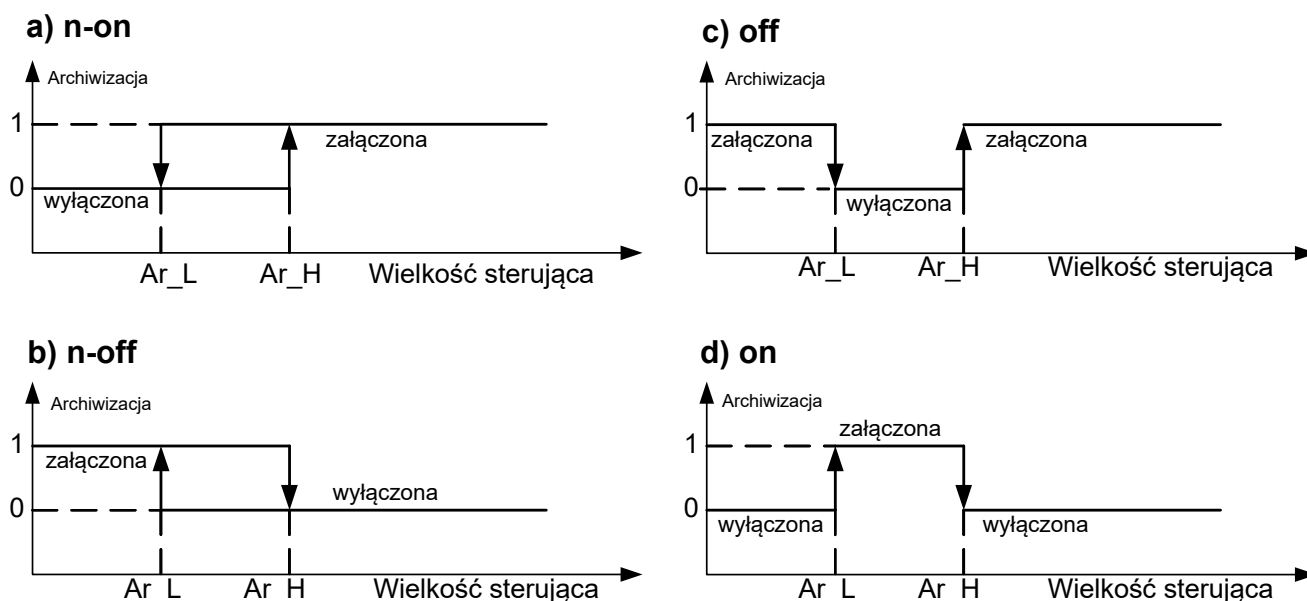 a) n-on
Archiwizacja
1
załączona
0
wyłączona
Ar_L
Ar_H
Wielkość sterująca
c) off
Archiwizacja
1
załączona
załączona
0
wyłączona
Ar_L
Ar_H
Wielkość sterująca
b) n-off
Archiwizacja
1
załączona
wyłączona
0
Ar_L
Ar_H
Wielkość sterująca
d) on
Archiwizacja
załączona
1
0
wyłączona
wyłączona
Ar_L
Ar_H
Wielkość sterująca